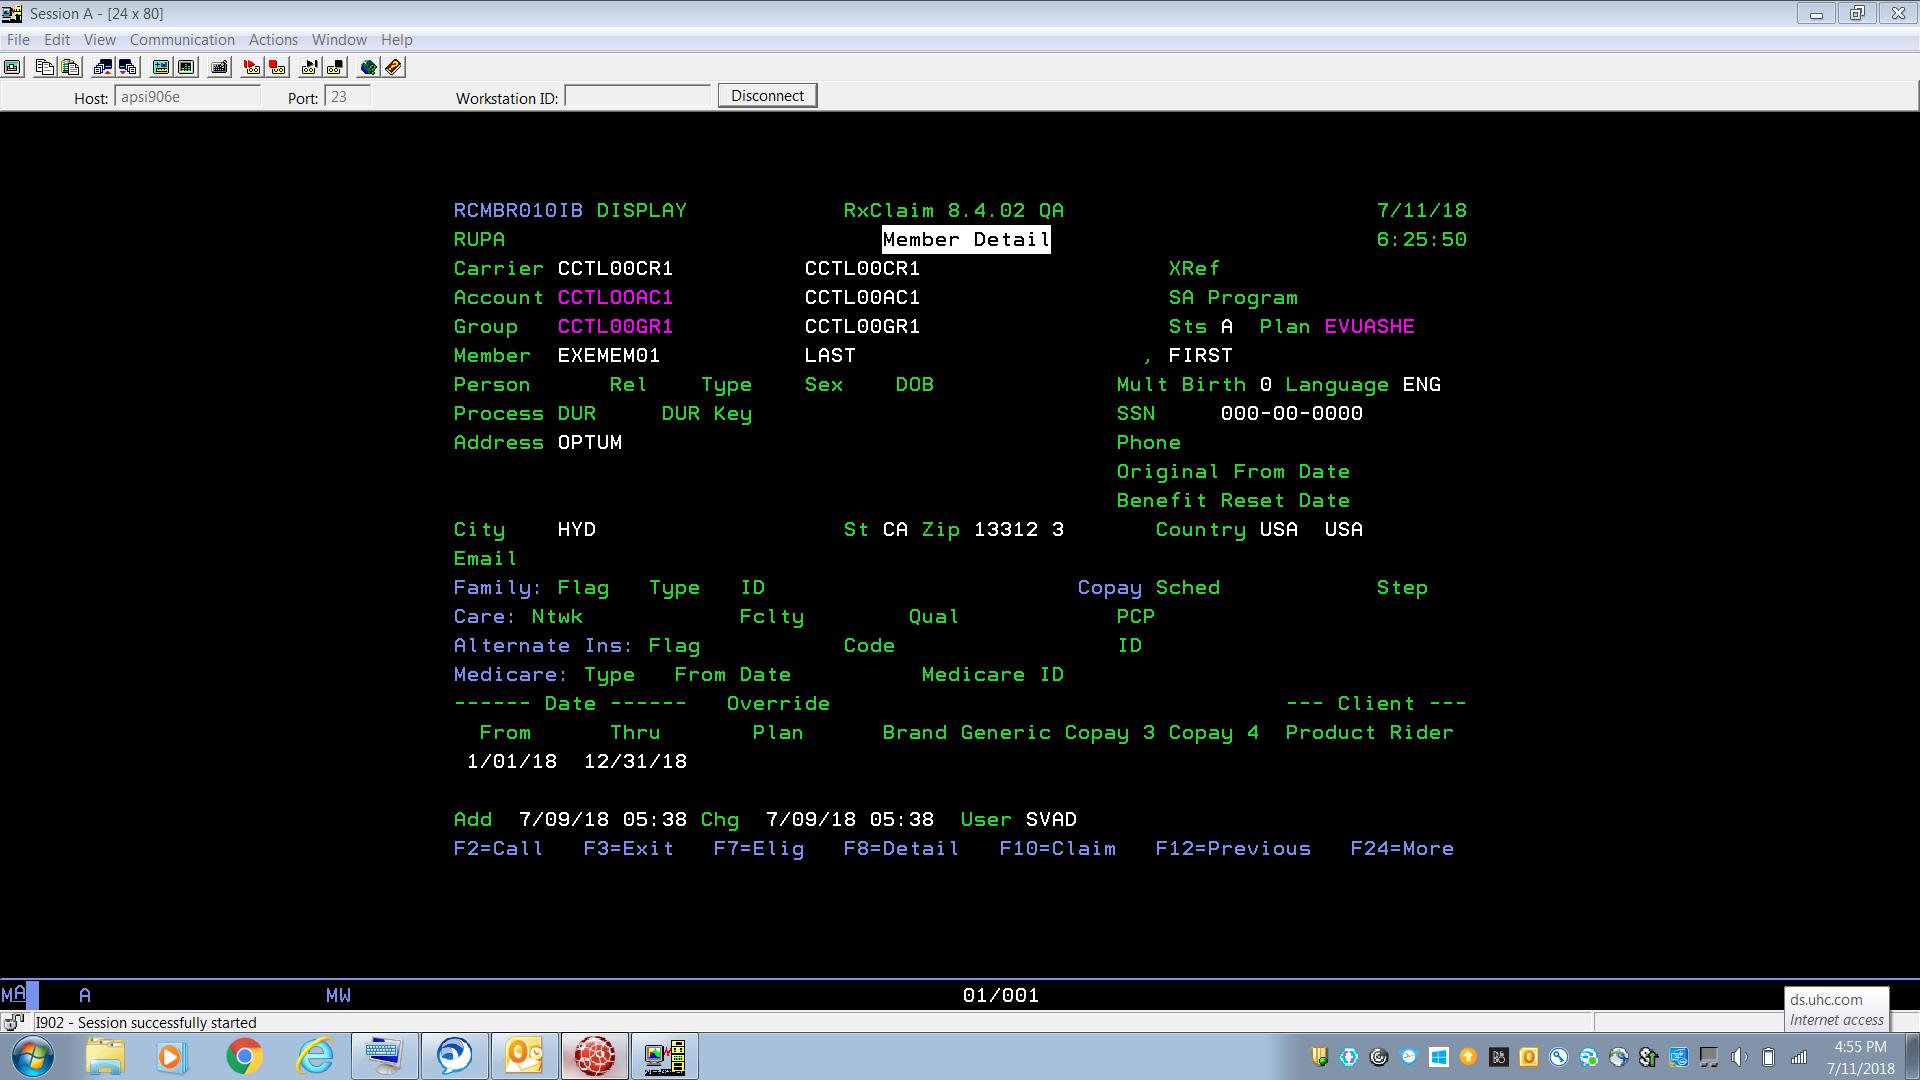 Session A - [24 x 80]
File Edit View Communication Actions Window Help
Host: apsi906e Port: 23 Workstation ID: Disconnect
RCMBR010IB DISPLAY RxClaim 8.4.02 QA 7/11/18
RUPA Member Detail 6:25:50
Carrier CCTL00CR1 CCTL00CR1 XRef
Account CCTL00AC1 CCTL00AC1 SA Program
Group CCTL00GR1 CCTL00GR1 Sts A Plan EVUASHE
Member EXEMEM01 LAST , FIRST
Person Rel Type Sex DOB Mult Birth 0 Language ENG
Process DUR DUR Key SSN 000-00-0000
Address OPTUM Phone
Original From Date
Benefit Reset Date
City HYD St CA Zip 13312 3 Country USA USA
Email
Family: Flag Type ID Copay Sched Step
Care: Ntwk Fclty Qual PCP
Alternate Ins: Flag Code ID
Medicare: Type From Date Medicare ID
------ Date ------ Override --- Client ---
From Thru Plan Brand Generic Copay 3 Copay 4 Product Rider
1/01/18 12/31/18
Add 7/09/18 05:38 Chg 7/09/18 05:38 User SVAD
F2=Call F3=Exit F7=Elig F8=Detail F10=Claim F12=Previous F24=More
MA A MW 01/001
ds.uhc.com
Internet access
I902 - Session successfully started
4:55 PM
7/11/2018